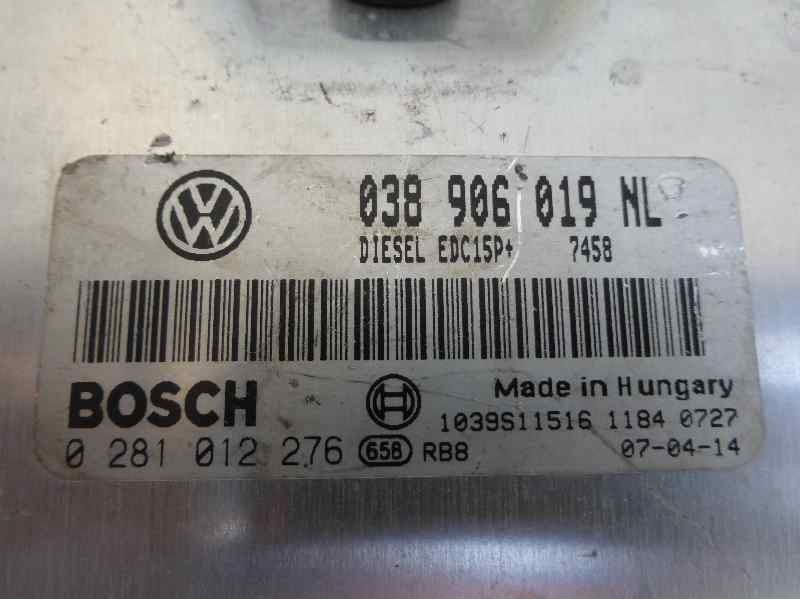 038 906 019 NL
DIESEL EDC15P+ 7458
BOSCH
Made in Hungary
1039S11516 1184 0727
0 281 012 276 658 RB8 07-04-14